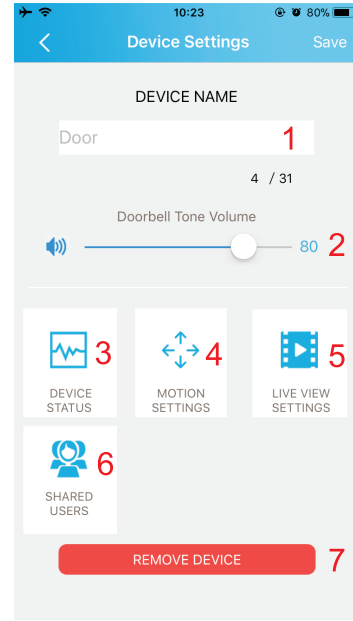 10:23 80%
Device Settings Save
DEVICE NAME
Door 1
4 / 31
Doorbell Tone Volume
80 2
3 4 5
DEVICE STATUS MOTION SETTINGS LIVE VIEW SETTINGS
6
SHARED
USERS
REMOVE DEVICE 7